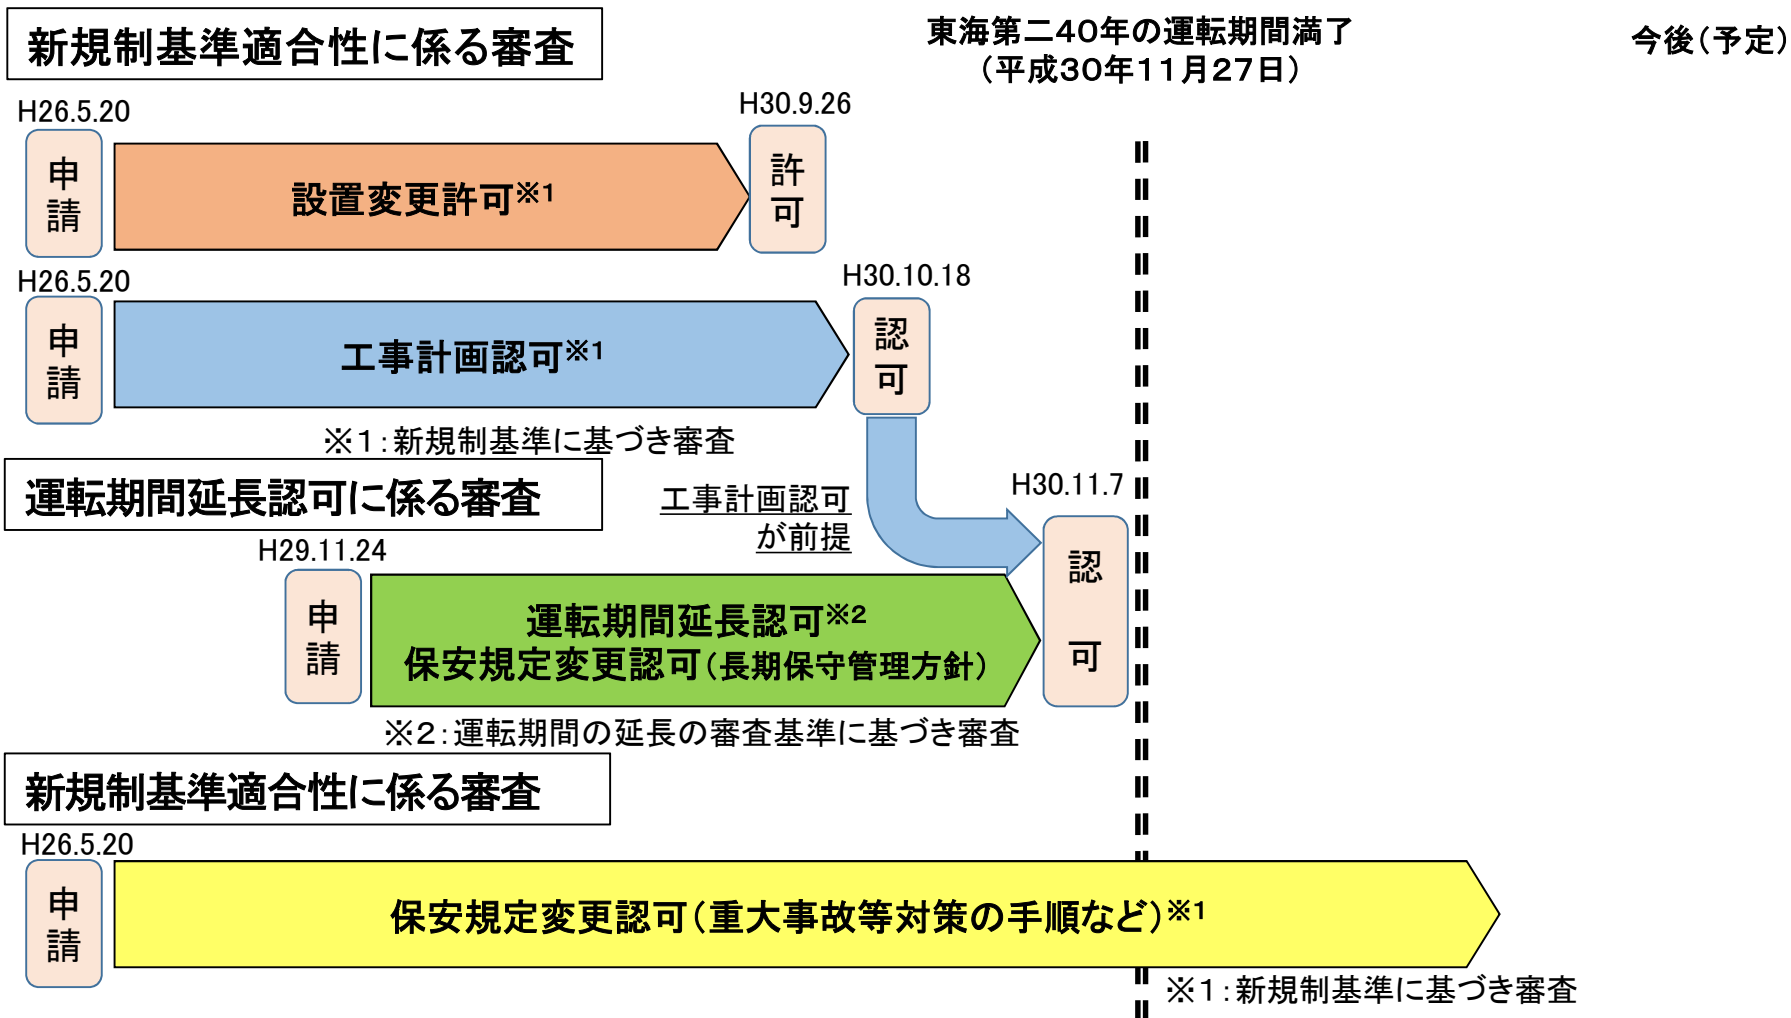 新規制基準適合性に係る審査
東海第二40年の運転期間満了
（平成30年11月27日）
今後（予定）
H26.5.20
申
請
設置変更許可※1
H30.9.26
許
可
H26.5.20
申
請
工事計画認可※1
H30.10.18
認
可
※1：新規制基準に基づき審査
運転期間延長認可に係る審査
工事計画認可
が前提
H30.11.7
認
可
H29.11.24
申
請
運転期間延長認可※2
保安規定変更認可（長期保守管理方針）
※2：運転期間の延長の審査基準に基づき審査
新規制基準適合性に係る審査
H26.5.20
申
請
保安規定変更認可（重大事故等対策の手順など）※1
※1：新規制基準に基づき審査